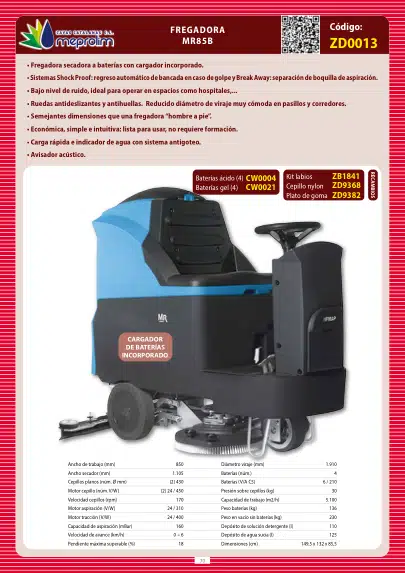 CUYAS CATALANAS S.L.
meprolim
FREGADORA
MR85B
Código:
ZD0013
• Fregadora secadora a baterías con cargador incorporado.
• Sistemas Shock Proof: regreso automático de bancada en caso de golpe y Break Away: separación de boquilla de aspiración.
• Bajo nivel de ruido, ideal para operar en espacios como hospitales,...
• Ruedas antideslizantes y antihuellas. Reducido diámetro de viraje muy cómoda en pasillos y corredores.
• Semejantes dimensiones que una fregadora "hombre a pie".
• Económica, simple e intuitiva: lista para usar, no requiere formación.
• Carga rápida e indicador de agua con sistema antigoteo.
• Avisador acústico.
Baterías ácido (4) CW0004
Baterías gel (4) CW0021
Kit labios ZB1841
Cepillo nylon ZD9368
Plato de goma ZD9382
RECAMBIOS
MR
CARGADOR
DE BATERÍAS
INCORPORADO
Ancho de trabajo (mm) 850
Ancho secador (mm) 1.105
Cepillos planos (núm. Ø mm) (2) 430
Motor cepillo (núm. V/W) (2) 24 / 450
Velocidad cepillos (rpm) 170
Motor aspiración (V/W) 24 / 310
Motor tracción (V/W) 24 / 400
Capacidad de aspiración (mBar) 160
Velocidad de avance (km/h) 0 ÷ 6
Pendiente máxima superable (%) 18
Diámetro viraje (mm) 1.910
Baterías (núm.) 4
Baterías (V/A C5) 6 / 210
Presión sobre cepillos (kg) 30
Capacidad de trabajo (m2/h) 5.100
Peso baterías (kg) 136
Peso en vacío sin baterías (kg) 230
Depósito de solución detergente (l) 110
Depósito de agua sucia (l) 125
Dimensiones (cm) 149,5 x 132 x 85,5